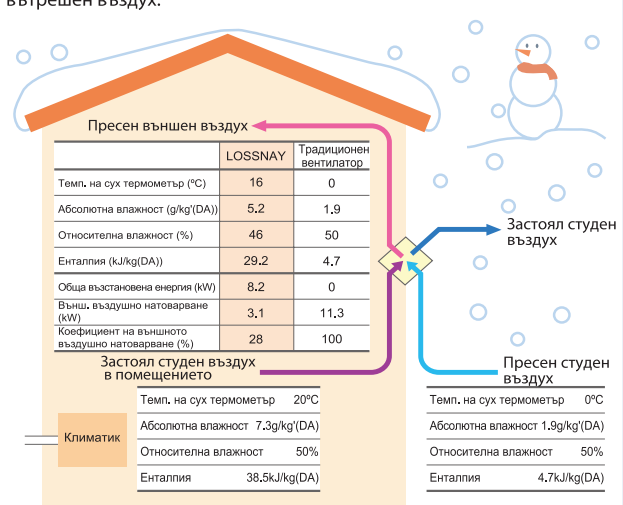 вътрешен въздух.
Пресен външен въздух
LOSSNAY Традиционен вентилатор
Темп. на сух термометър (ºC) 16 0
Абсолютна влажност (g/kg'(DA)) 5.2 1.9
Относителна влажност (%) 46 50
Енталпия (kJ/kg(DA)) 29.2 4.7
Обща възстановена енергия (kW) 8.2 0
Външ. въздушно натоварване (kW) 3.1 11.3
Коефициент на външното въздушно натоварване (%) 28 100
Застоял студен
въздух
Застоял студен въздух
в помещението
Пресен студен
въздух
Климатик
Темп. на сух термометър 20ºC
Абсолютна влажност 7.3g/kg'(DA)
Относителна влажност 50%
Енталпия 38.5kJ/kg(DA)
Темп. на сух термометър 0ºC
Абсолютна влажност 1.9g/kg'(DA)
Относителна влажност 50%
Енталпия 4.7kJ/kg(DA)